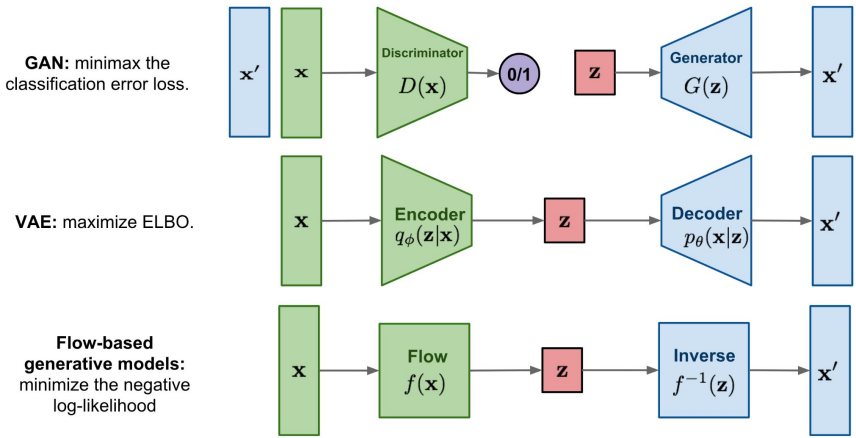 GAN: minimax the
classification error loss.
x′
x
Discriminator
D(x)
0/1
z
Generator
G(z)
x′
VAE: maximize ELBO.
x
Encoder
qϕ(z|x)
z
Decoder
pθ(x|z)
x′
Flow-based
generative models:
minimize the negative
log-likelihood
x
Flow
f(x)
z
Inverse
f⁻¹(z)
x′